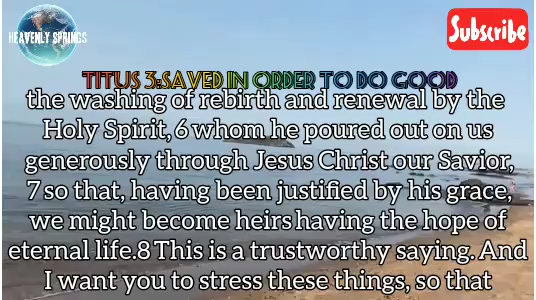 HEAVENLY SPRINGS
Subscribe
TITUS 3:SAVED IN ORDER TO DO GOOD
the washing of rebirth and renewal by the
Holy Spirit, 6 whom he poured out on us
generously through Jesus Christ our Savior,
7 so that, having been justified by his grace,
we might become heirs having the hope of
eternal life.8 This is a trustworthy saying. And
I want you to stress these things, so that